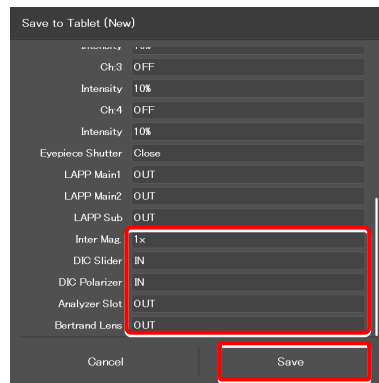 Save to Tablet (New)
Intensity 10%
Ch:3 OFF
Intensity 10%
Ch:4 OFF
Intensity 10%
Eyepiece Shutter Close
LAPP Main1 OUT
LAPP Main2 OUT
LAPP Sub OUT
Inter Mag. 1x
DIC Slider IN
DIC Polarizer IN
Analyzer Slot OUT
Bertrand Lens OUT
Cancel Save